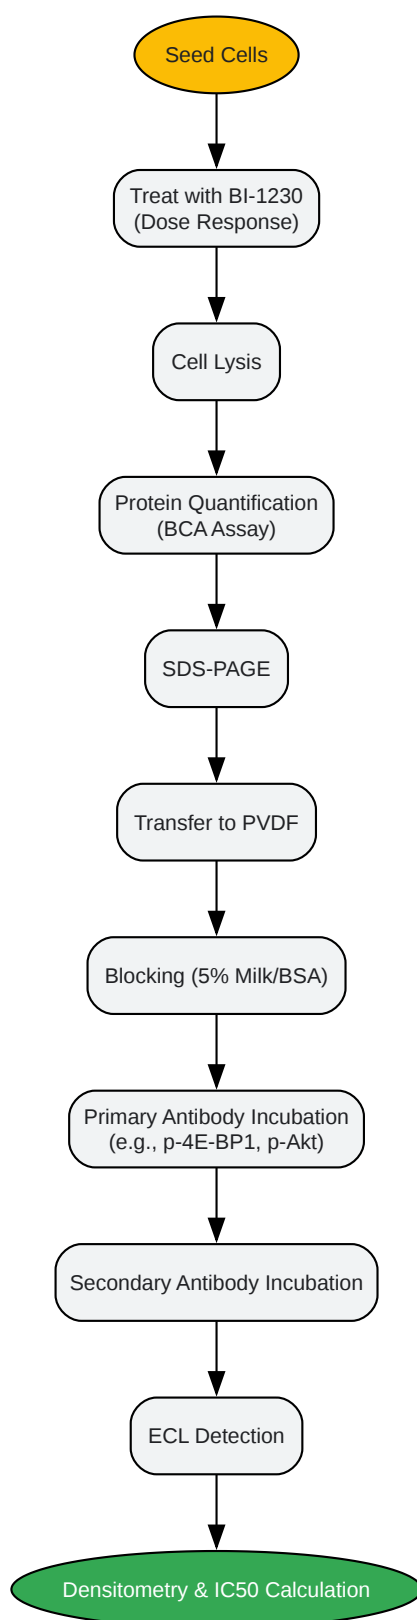 Seed Cells
Treat with BI-1230
(Dose Response)
Cell Lysis
Protein Quantification
(BCA Assay)
SDS-PAGE
Transfer to PVDF
Blocking (5% Milk/BSA)
Primary Antibody Incubation
(e.g., p-4E-BP1, p-Akt)
Secondary Antibody Incubation
ECL Detection
Densitometry & IC50 Calculation